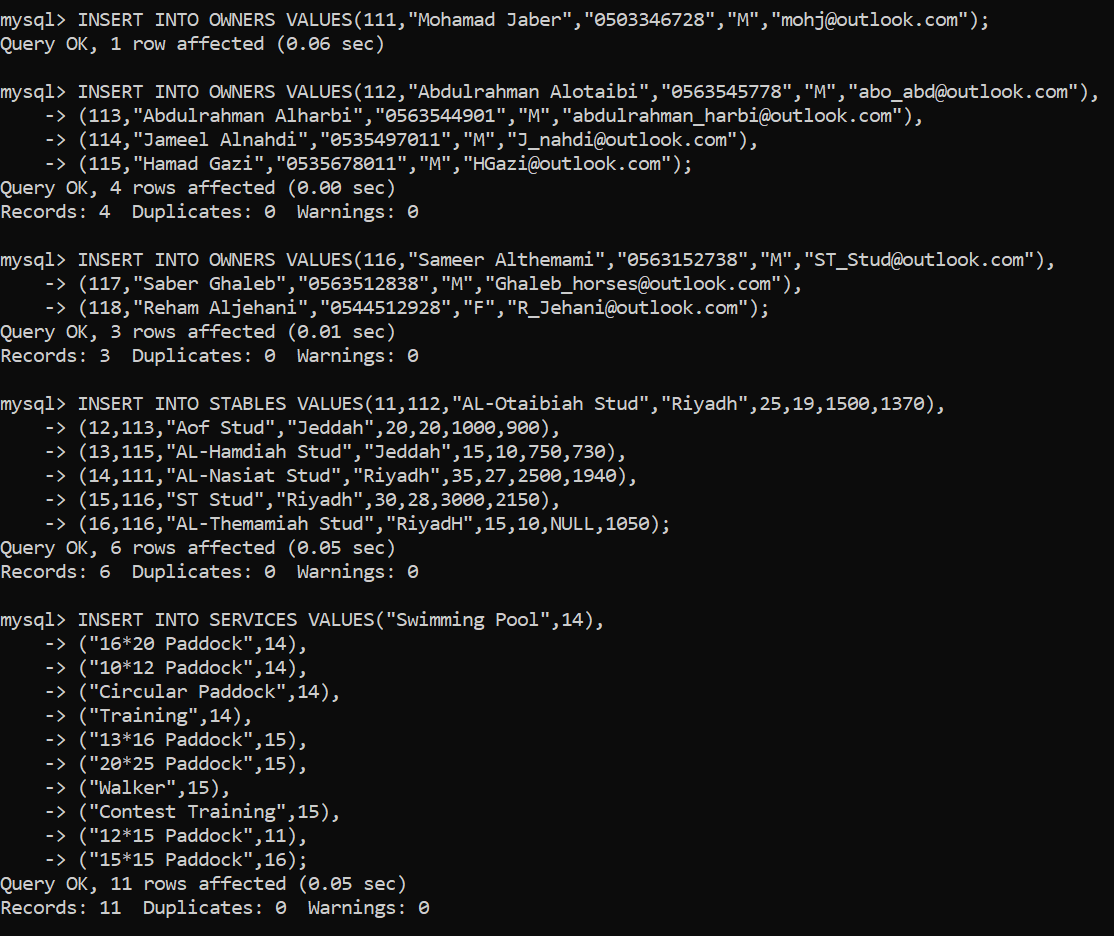 mysql> INSERT INTO OWNERS VALUES(111,"Mohamad Jaber","0503346728","M","mohj@outlook.com");
Query OK, 1 row affected (0.06 sec)

mysql> INSERT INTO OWNERS VALUES(112,"Abdulrahman Alotaibi","0563545778","M","abo_abd@outlook.com"),
    -> (113,"Abdulrahman Alharbi","0563544901","M","abdulrahman_harbi@outlook.com"),
    -> (114,"Jameel Alnahdi","0535497011","M","J_nahdi@outlook.com"),
    -> (115,"Hamad Gazi","0535678011","M","HGazi@outlook.com");
Query OK, 4 rows affected (0.00 sec)
Records: 4  Duplicates: 0  Warnings: 0

mysql> INSERT INTO OWNERS VALUES(116,"Sameer Althemami","0563152738","M","ST_Stud@outlook.com"),
    -> (117,"Saber Ghaleb","0563512838","M","Ghaleb_horses@outlook.com"),
    -> (118,"Reham Aljehani","0544512928","F","R_Jehani@outlook.com");
Query OK, 3 rows affected (0.01 sec)
Records: 3  Duplicates: 0  Warnings: 0

mysql> INSERT INTO STABLES VALUES(11,112,"AL-Otaibiah Stud","Riyadh",25,19,1500,1370),
    -> (12,113,"Aof Stud","Jeddah",20,20,1000,900),
    -> (13,115,"AL-Hamdiah Stud","Jeddah",15,10,750,730),
    -> (14,111,"AL-Nasiat Stud","Riyadh",35,27,2500,1940),
    -> (15,116,"ST Stud","Riyadh",30,28,3000,2150),
    -> (16,116,"AL-Themamiah Stud","RiyadH",15,10,NULL,1050);
Query OK, 6 rows affected (0.05 sec)
Records: 6  Duplicates: 0  Warnings: 0

mysql> INSERT INTO SERVICES VALUES("Swimming Pool",14),
    -> ("16*20 Paddock",14),
    -> ("10*12 Paddock",14),
    -> ("Circular Paddock",14),
    -> ("Training",14),
    -> ("13*16 Paddock",15),
    -> ("20*25 Paddock",15),
    -> ("Walker",15),
    -> ("Contest Training",15),
    -> ("12*15 Paddock",11),
    -> ("15*15 Paddock",16);
Query OK, 11 rows affected (0.05 sec)
Records: 11  Duplicates: 0  Warnings: 0